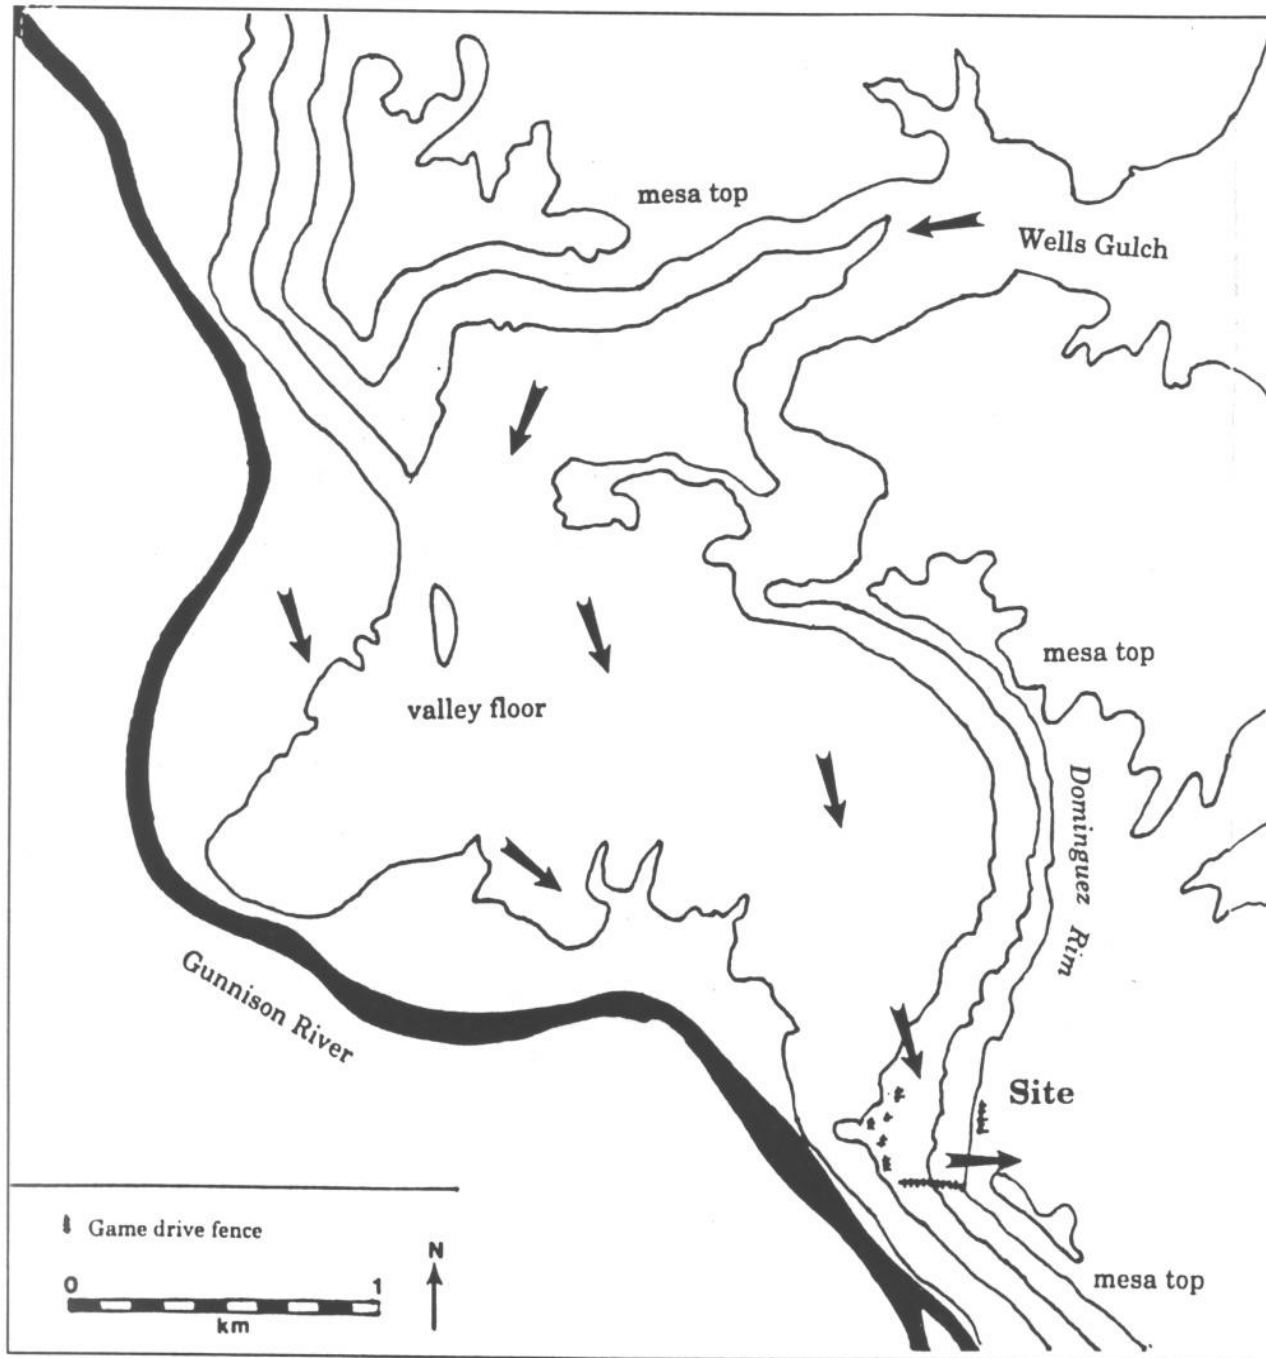 mesa top
Wells Gulch
mesa top
valley floor
Dominguez Rim
Gunnison River
Site
Game drive fence
N
mesa top
0 1
km